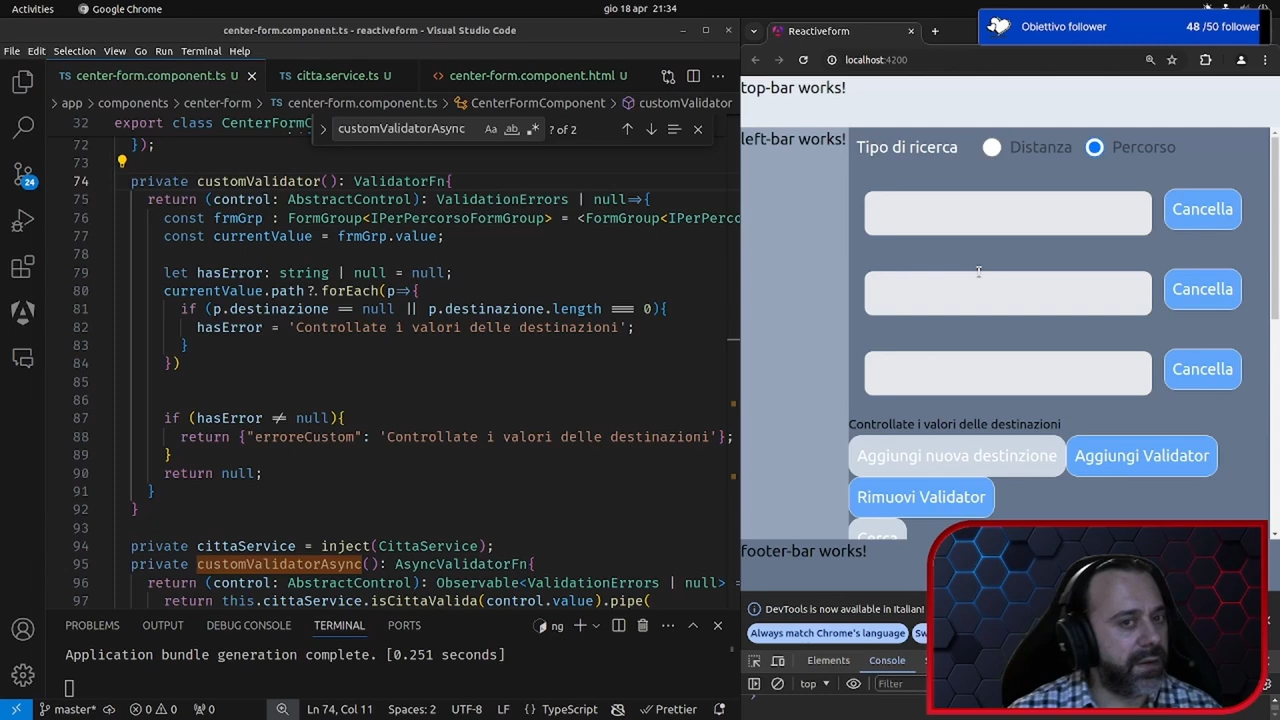 Activities
Google Chrome
gio 18 apr  21:34
center-form.component.ts - reactiveform - Visual Studio Code
File Edit Selection View Go Run Terminal Help
center-form.component.ts U
citta.service.ts U
center-form.component.html U
app > components > center-form > center-form.component.ts > CenterFormComponent > customValidator
32 export class CenterFormC
customValidatorAsync
Aa ab .*
? of 2
72 });
73
74 private customValidator(): ValidatorFn{
75 return (control: AbstractControl): ValidationErrors | null=>{
76 const frmGrp : FormGroup<IPerPercorsoFormGroup> = <FormGroup<IPerPerco
77 const currentValue = frmGrp.value;
78
79 let hasError: string | null = null;
80 currentValue.path?.forEach(p=>{
81 if (p.destinazione == null || p.destinazione.length === 0){
82 hasError = 'Controllate i valori delle destinazioni';
83 }
84 })
85
86
87 if (hasError != null){
88 return {"erroreCustom": 'Controllate i valori delle destinazioni'};
89 }
90 return null;
91 }
92 }
93
94 private cittaService = inject(CittaService);
95 private customValidatorAsync(): AsyncValidatorFn{
96 return (control: AbstractControl): Observable<ValidationErrors | null> =
97 return this.cittaService.isCittaValida(control.value).pipe(
24
PROBLEMS OUTPUT DEBUG CONSOLE TERMINAL PORTS
ng
Application bundle generation complete. [0.251 seconds]
master*
0 0
0
Ln 74, Col 11 Spaces: 2 UTF-8 LF {} TypeScript Prettier
Reactiveform
Obiettivo follower 48 /50 follower
localhost:4200
top-bar works!
left-bar works!
Tipo di ricerca Distanza Percorso
Cancella
Cancella
Cancella
Controllate i valori delle destinazioni
Aggiungi nuova destinzione Aggiungi Validator
Rimuovi Validator
Cerca
footer-bar works!
DevTools is now available in Italian!
Always match Chrome's language
Elements Console
top
Filter